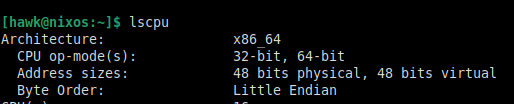 [hawk@nixos:~]$ lscpu
Architecture: x86_64
CPU op-mode(s): 32-bit, 64-bit
Address sizes: 48 bits physical, 48 bits virtual
Byte Order: Little Endian